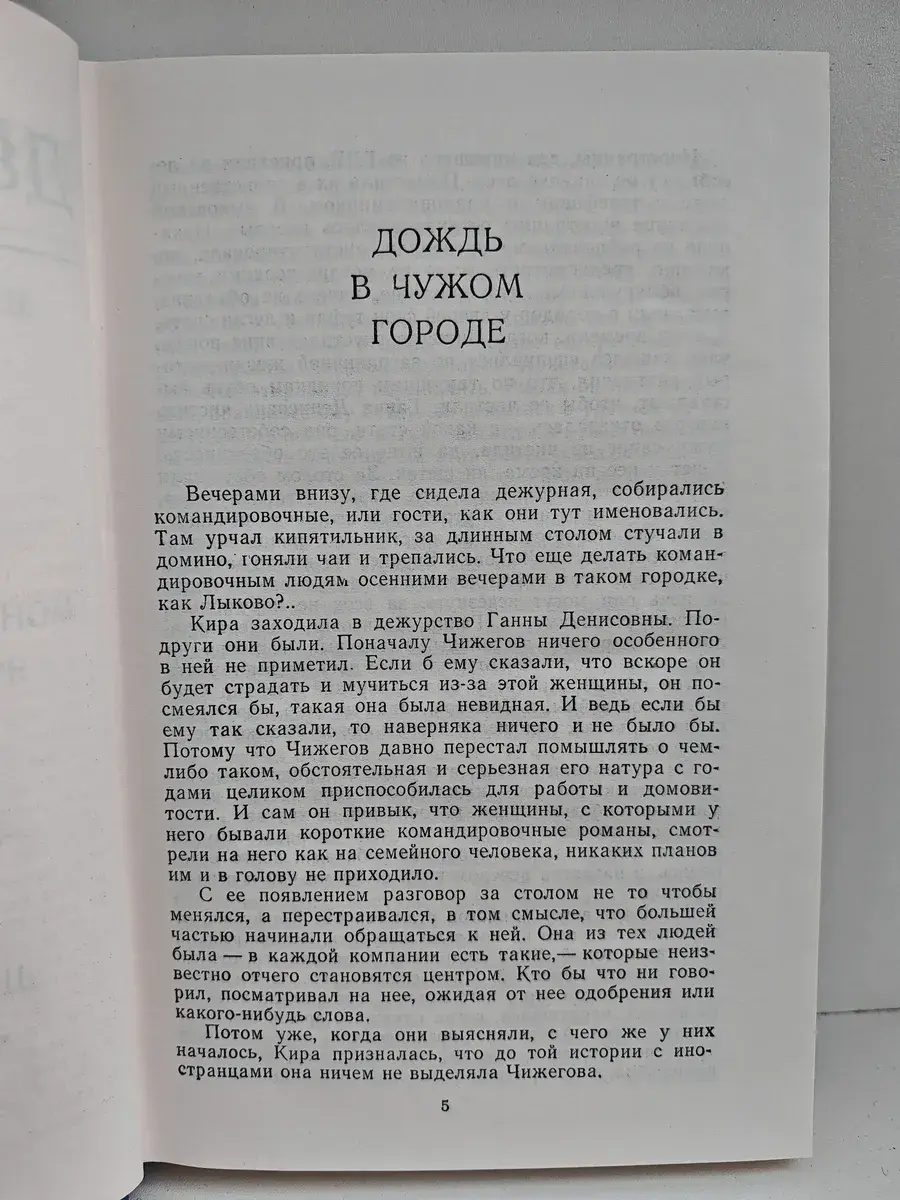 ДОЖДЬ
В ЧУЖОМ
ГОРОДЕ
Вечерами внизу, где сидела дежурная, собирались
командировочные, или гости, как они тут именовались.
Там урчал кипятильник, за длинным столом стучали в
домино, гоняли чаи и трепались. Что еще делать коман-
дировочным людям осенними вечерами в таком городке,
как Лыково?..
Кира заходила в дежурство Ганны Денисовны. По-
други они были. Поначалу Чижегов ничего особенного
в ней не приметил. Если б ему сказали, что вскоре он
будет страдать и мучиться из-за этой женщины, он по-
смеялся бы, такая она была невидная. И ведь если бы
ему так сказали, то наверняка ничего и не было бы.
Потому что Чижегов давно перестал помышлять о чем-
либо таком, обстоятельная и серьезная его натура с го-
дами целиком приспособилась для работы и домови-
тости. И сам он привык, что женщины, с которыми у
него бывали короткие командировочные романы, смот-
рели на него как на семейного человека, никаких планов
им и в голову не приходило.
С ее появлением разговор за столом не то чтобы
менялся, а перестраивался, в том смысле, что большей
частью начинали обращаться к ней. Она из тех людей
была — в каждой компании есть такие,— которые неиз-
вестно отчего становятся центром. Кто бы что ни гово-
рил, посматривал на нее, ожидая от нее одобрения или
какого-нибудь слова.
Потом уже, когда они выясняли, с чего же у них
началось, Кира призналась, что до той истории с ино-
странцами она ничем не выделяла Чижегова.
5